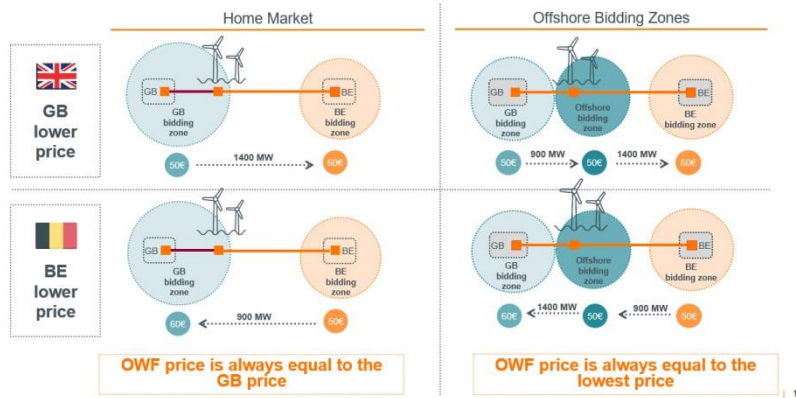 Home Market
Offshore Bidding Zones
GB
lower
price
GB
BE
GB
bidding
zone
BE
bidding
zone
50€
1400 MW
60€
GB
BE
GB
bidding
zone
Offshore
bidding
zone
BE
bidding zone
50€
900 MW
50€
1400 MW
60€
BE
lower
price
GB
BE
GB
bidding
zone
BE
bidding
zone
60€
900 MW
50€
GB
BE
GB
bidding
zone
Offshore
bidding
zone
BE
bidding zone
60€
1400 MW
50€
900 MW
50€
OWF price is always equal to the
GB price
OWF price is always equal to the
lowest price
1